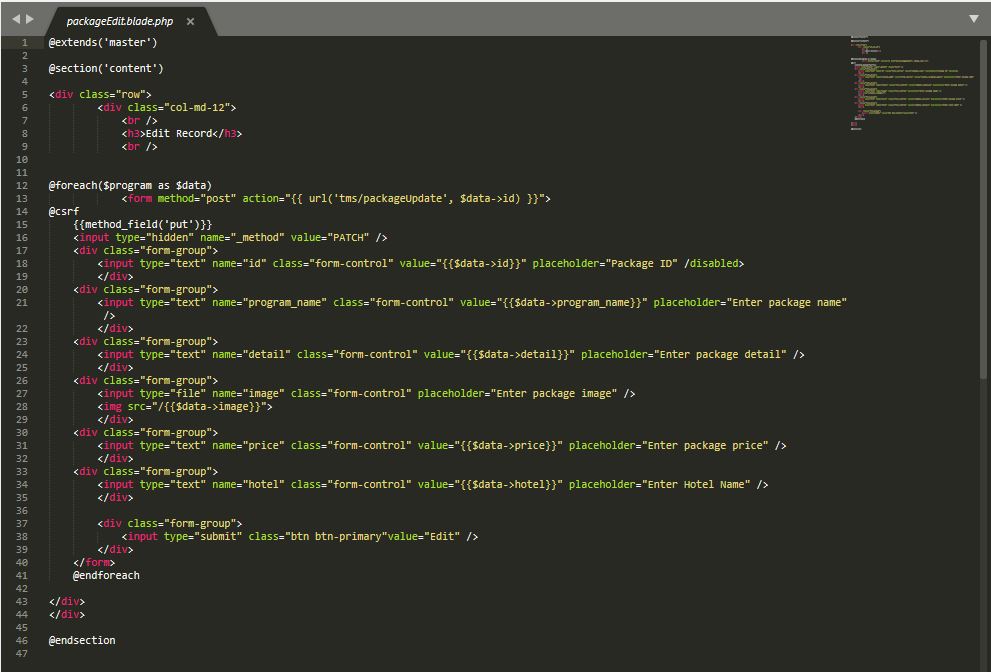 packageEdit.blade.php ×
1 @extends('master')
2
3 @section('content')
4
5 <div class="row">
6 <div class="col-md-12">
7 <br />
8 <h3>Edit Record</h3>
9 <br />
10
11
12 @foreach($program as $data)
13 <form method="post" action="{{ url('tms/packageUpdate', $data->id) }}">
14 @csrf
15 {{method_field('put')}}
16 <input type="hidden" name="_method" value="PATCH" />
17 <div class="form-group">
18 <input type="text" name="id" class="form-control" value="{{$data->id}}" placeholder="Package ID" /disabled>
19 </div>
20 <div class="form-group">
21 <input type="text" name="program_name" class="form-control" value="{{$data->program_name}}" placeholder="Enter package name"
/>
22 </div>
23 <div class="form-group">
24 <input type="text" name="detail" class="form-control" value="{{$data->detail}}" placeholder="Enter package detail" />
25 </div>
26 <div class="form-group">
27 <input type="file" name="image" class="form-control" placeholder="Enter package image" />
28 <img src="/{{$data->image}}">
29 </div>
30 <div class="form-group">
31 <input type="text" name="price" class="form-control" value="{{$data->price}}" placeholder="Enter package price" />
32 </div>
33 <div class="form-group">
34 <input type="text" name="hotel" class="form-control" value="{{$data->hotel}}" placeholder="Enter Hotel Name" />
35 </div>
36
37 <div class="form-group">
38 <input type="submit" class="btn btn-primary"value="Edit" />
39 </div>
40 </form>
41 @endforeach
42
43 </div>
44 </div>
45
46 @endsection
47